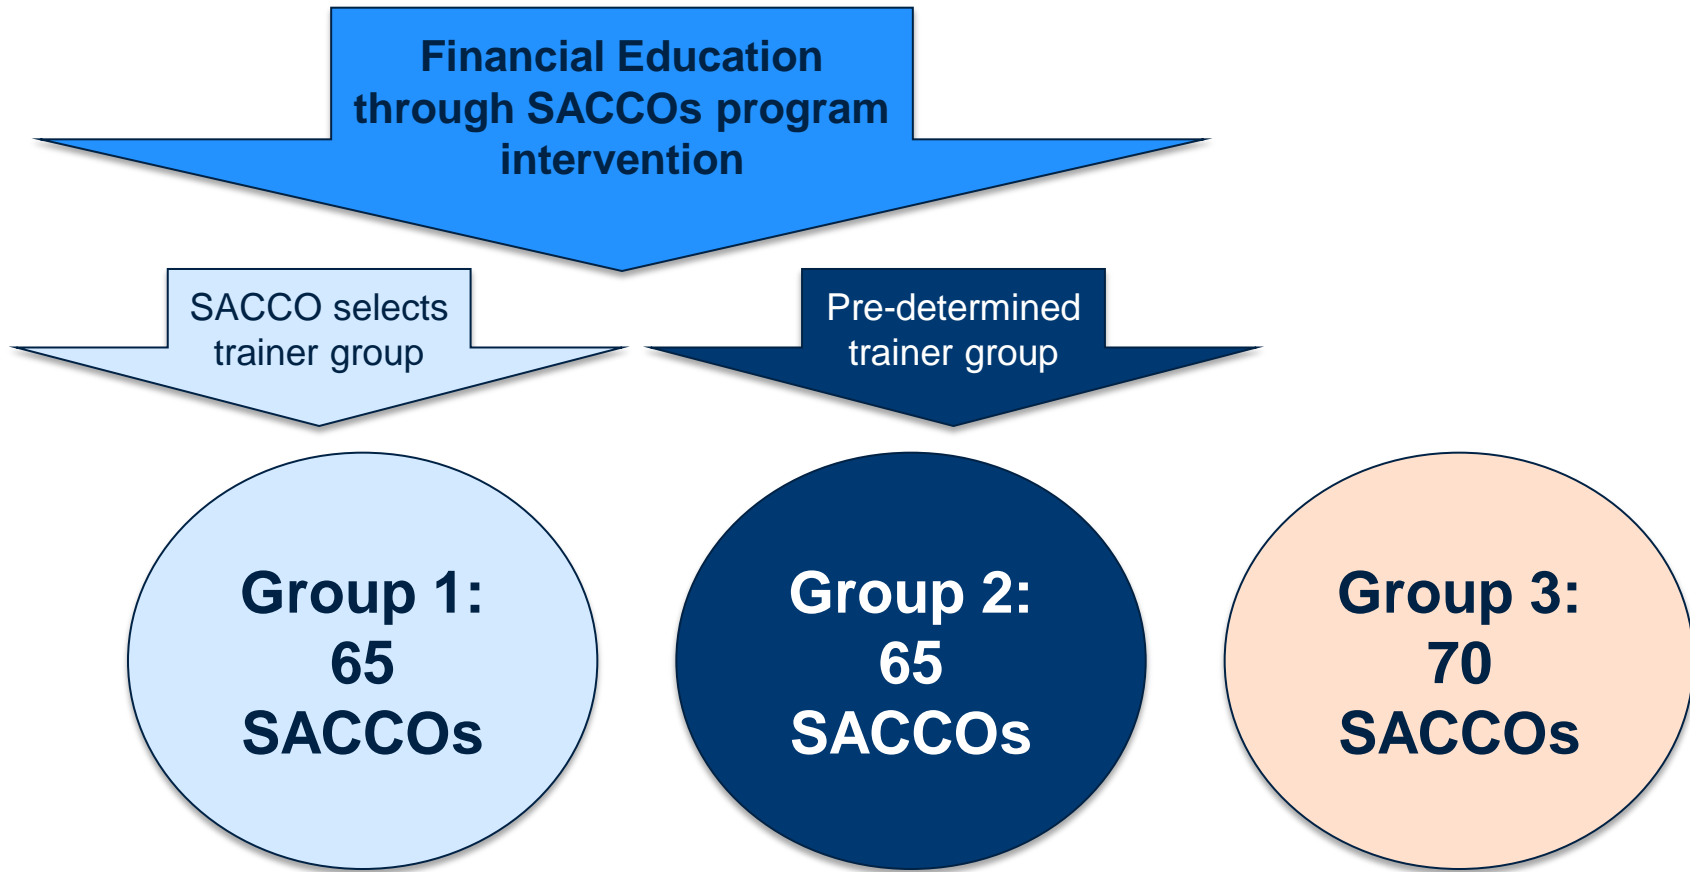 Financial Education
through SACCOs program
intervention
SACCO selects
trainer group
Pre-determined
trainer group
Group 1:
65
SACCOs
Group 2:
65
SACCOs
Group 3:
70
SACCOs